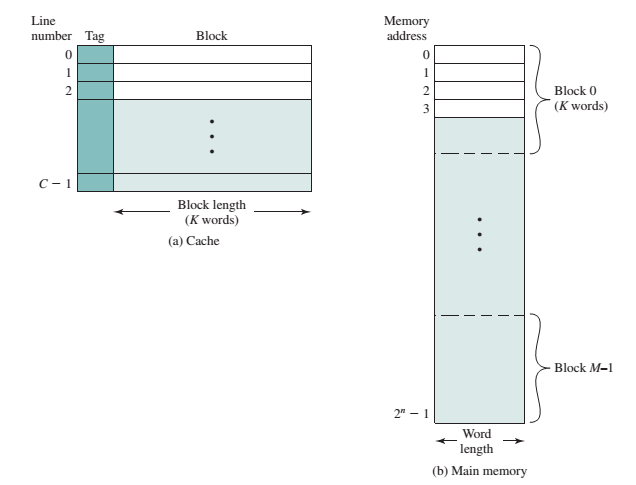 Line
number Tag Block
0
1
2
C − 1
Block length
(K words)
(a) Cache
Memory
address
0
1
2
3
Block 0
(K words)
Block M–1
2ⁿ − 1
Word
length
(b) Main memory